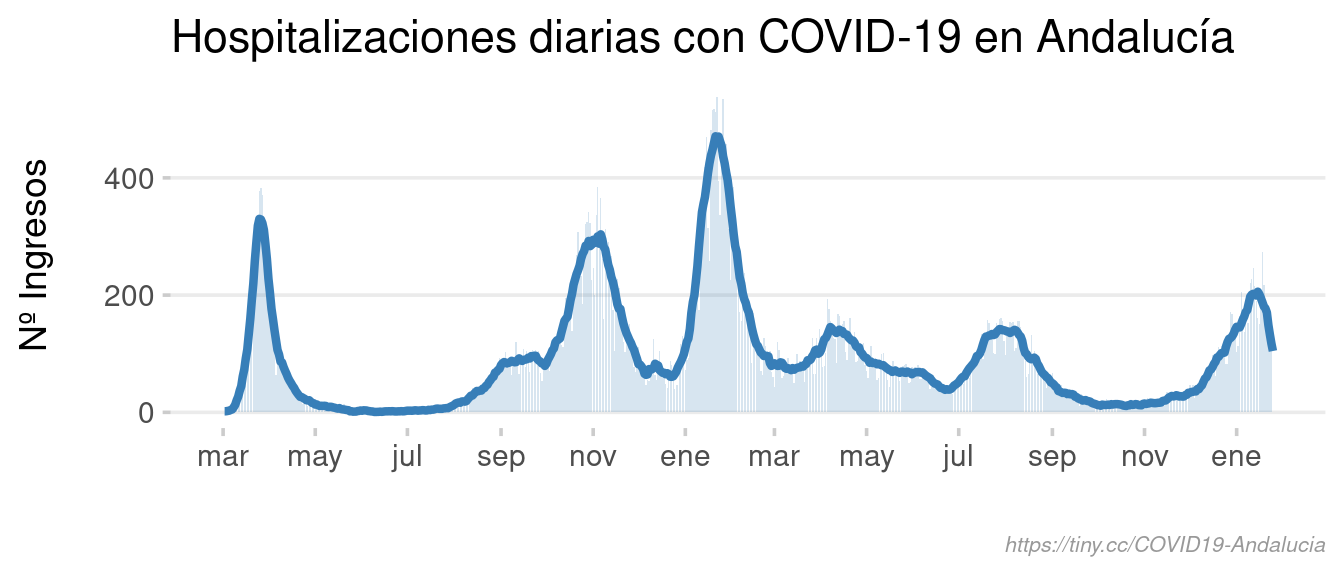 Hospitalizaciones diarias con COVID-19 en Andalucía
Nº Ingresos
400
200
0
mar may jul sep nov ene mar may jul sep nov ene
https://tiny.cc/COVID19-Andalucia